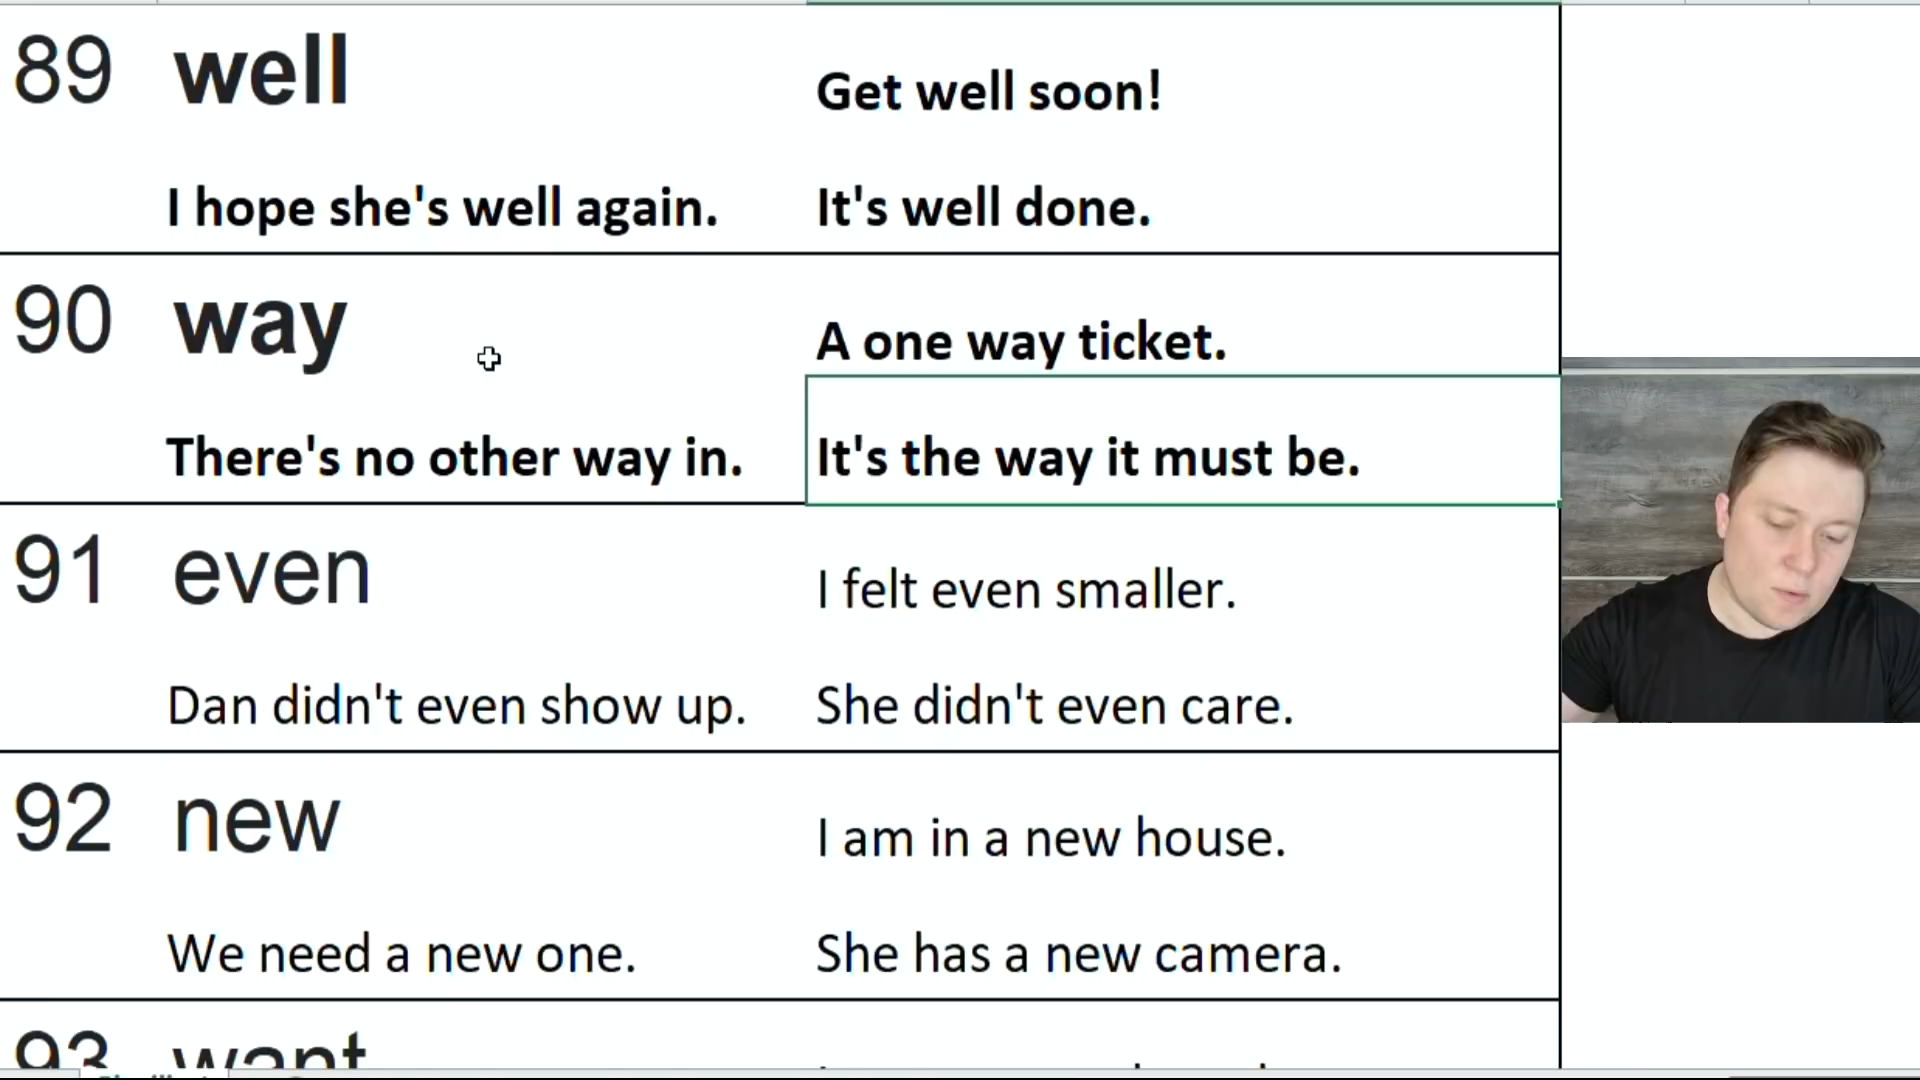 89 well Get well soon!
I hope she's well again. It's well done.
90 way A one way ticket.
There's no other way in. It's the way it must be.
91 even I felt even smaller.
Dan didn't even show up. She didn't even care.
92 new I am in a new house.
We need a new one. She has a new camera.
93 want